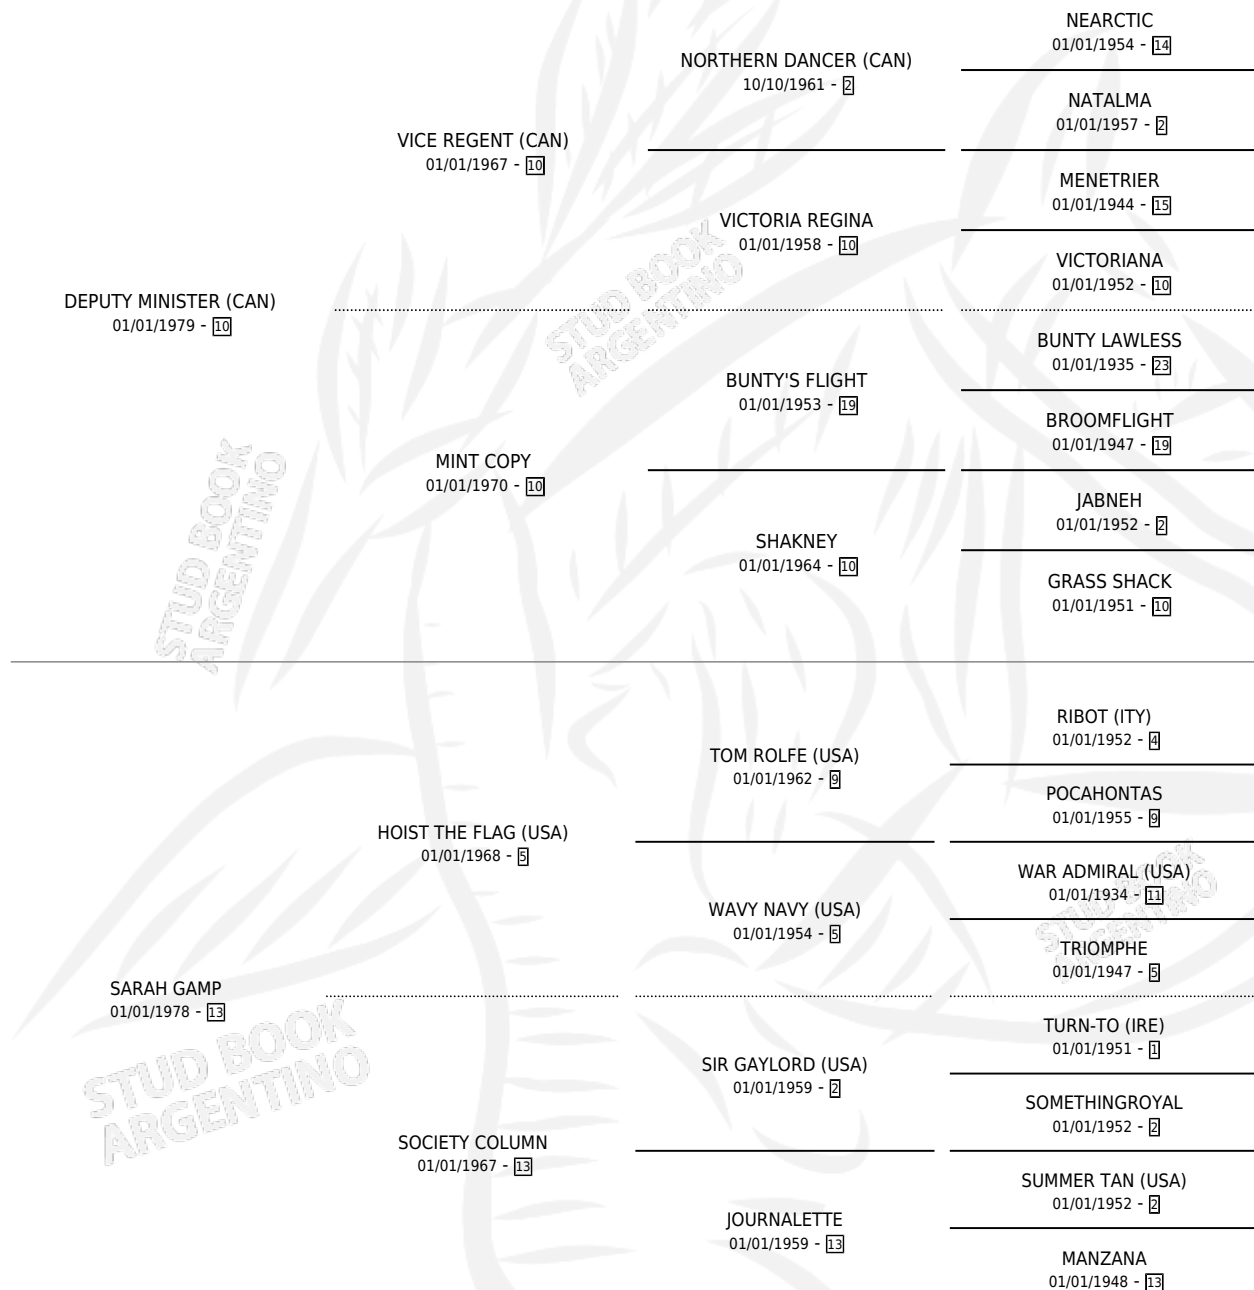 NEARCTIC
01/01/1954 - 14
NORTHERN DANCER (CAN)
10/10/1961 - 2
NATALMA
01/01/1957 - 2
VICE REGENT (CAN)
01/01/1967 - 10
MENETRIER
01/01/1944 - 15
VICTORIA REGINA
01/01/1958 - 10
VICTORIANA
01/01/1952 - 10
DEPUTY MINISTER (CAN)
01/01/1979 - 10
BUNTY LAWLESS
01/01/1935 - 23
BUNTY'S FLIGHT
01/01/1953 - 19
BROOMFLIGHT
01/01/1947 - 19
MINT COPY
01/01/1970 - 10
JABNEH
01/01/1952 - 2
SHAKNEY
01/01/1964 - 10
GRASS SHACK
01/01/1951 - 10
RIBOT (ITY)
01/01/1952 - 4
TOM ROLFE (USA)
01/01/1962 - 9
POCAHONTAS
01/01/1955 - 9
HOIST THE FLAG (USA)
01/01/1968 - 5
WAR ADMIRAL (USA)
01/01/1934 - 11
WAVY NAVY (USA)
01/01/1954 - 5
TRIOMPHE
01/01/1947 - 5
SARAH GAMP
01/01/1978 - 13
TURN-TO (IRE)
01/01/1951 - 1
SIR GAYLORD (USA)
01/01/1959 - 2
SOMETHINGROYAL
01/01/1952 - 2
SOCIETY COLUMN
01/01/1967 - 13
SUMMER TAN (USA)
01/01/1952 - 2
JOURNALETTE
01/01/1959 - 13
MANZANA
01/01/1948 - 13
STUD BOOK
ARGENTINO
STUD BOOK
ARGENTINO
STUD BOOK
ARGENTINO
STUD BOOK
ARGENTINO